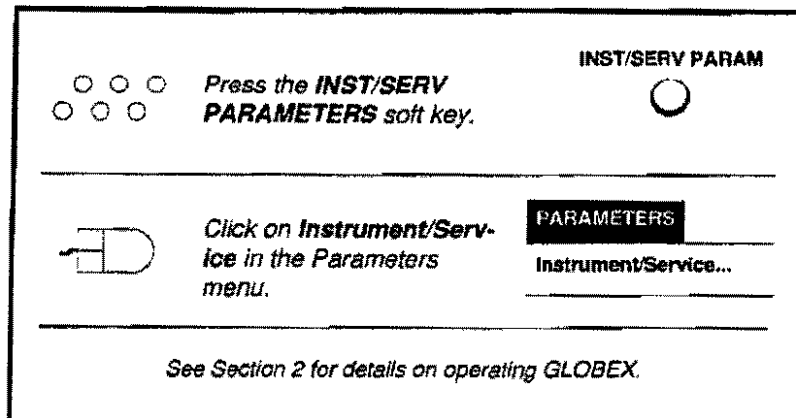 INST/SERV PARAM
Press the INST/SERV
PARAMETERS soft key.
Click on Instrument/Serv-
ice in the Parameters
menu.
PARAMETERS
Instrument/Service...
See Section 2 for details on operating GLOBEX.